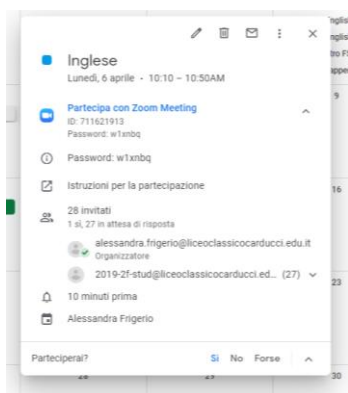 Inglese
Lunedì, 6 aprile · 10:10 – 10:50AM
Partecipa con Zoom Meeting
ID: 711621913
Password: w1xnbq
Password: w1xnbq
Istruzioni per la partecipazione
28 invitati
1 sì, 27 in attesa di risposta
alessandra.frigerio@liceoclassicocarducci.edu.it
Organizzatore
2019-2f-stud@liceoclassicocarducci.ed... (27)
10 minuti prima
Alessandra Frigerio
Parteciperai?
Sì No Forse
9
16
23
28 29 30